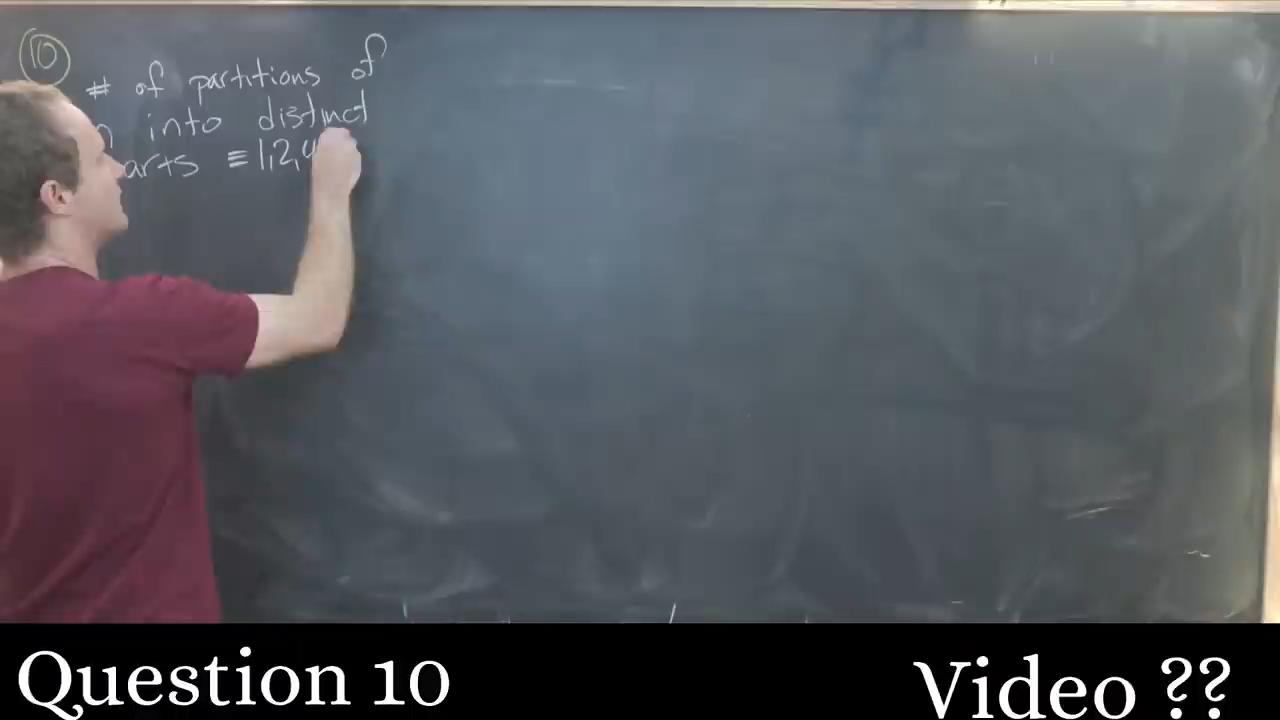 10
# of partitions of
n into distinct
arts ≡ 1,2,4
Question 10
Video ??